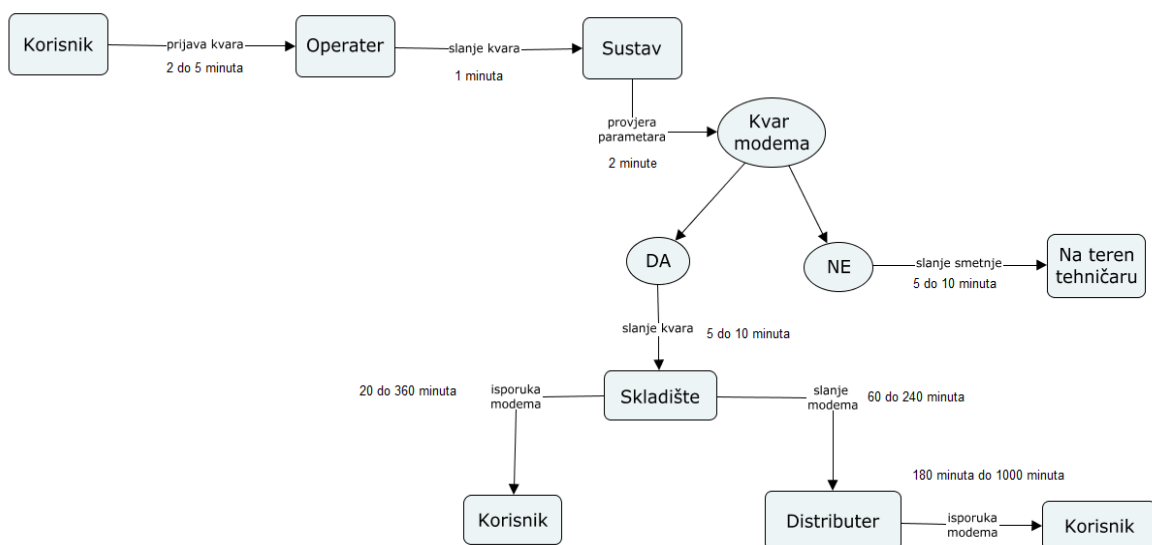 Korisnik
prijava kvara
2 do 5 minuta
Operater
slanje kvara
1 minuta
Sustav
provjera
parametara
2 minute
Kvar
modema
DA
NE
slanje smetnje
5 do 10 minuta
Na teren
tehničaru
slanje kvara
5 do 10 minuta
20 do 360 minuta
isporuka
modema
Skladište
slanje
modema
60 do 240 minuta
180 minuta do 1000 minuta
Korisnik
Distributer
isporuka
modema
Korisnik